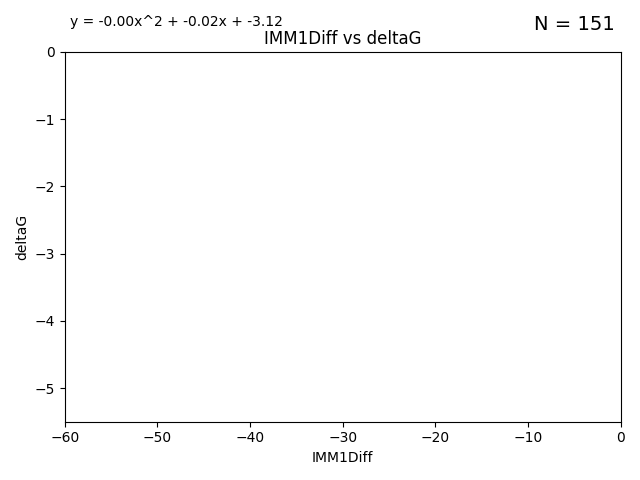 y = -0.00x^2 + -0.02x + -3.12
N = 151
IMM1Diff vs deltaG
0
−1
−2
−3
−4
−5
deltaG
−60 −50 −40 −30 −20 −10 0
IMM1Diff